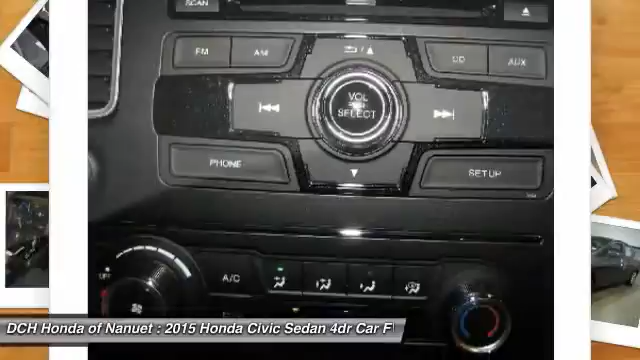 SCAN
FM AM CD AUX
VOL
SELECT
PHONE SETUP
OFF A/C
DCH Honda of Nanuet : 2015 Honda Civic Sedan 4dr Car F